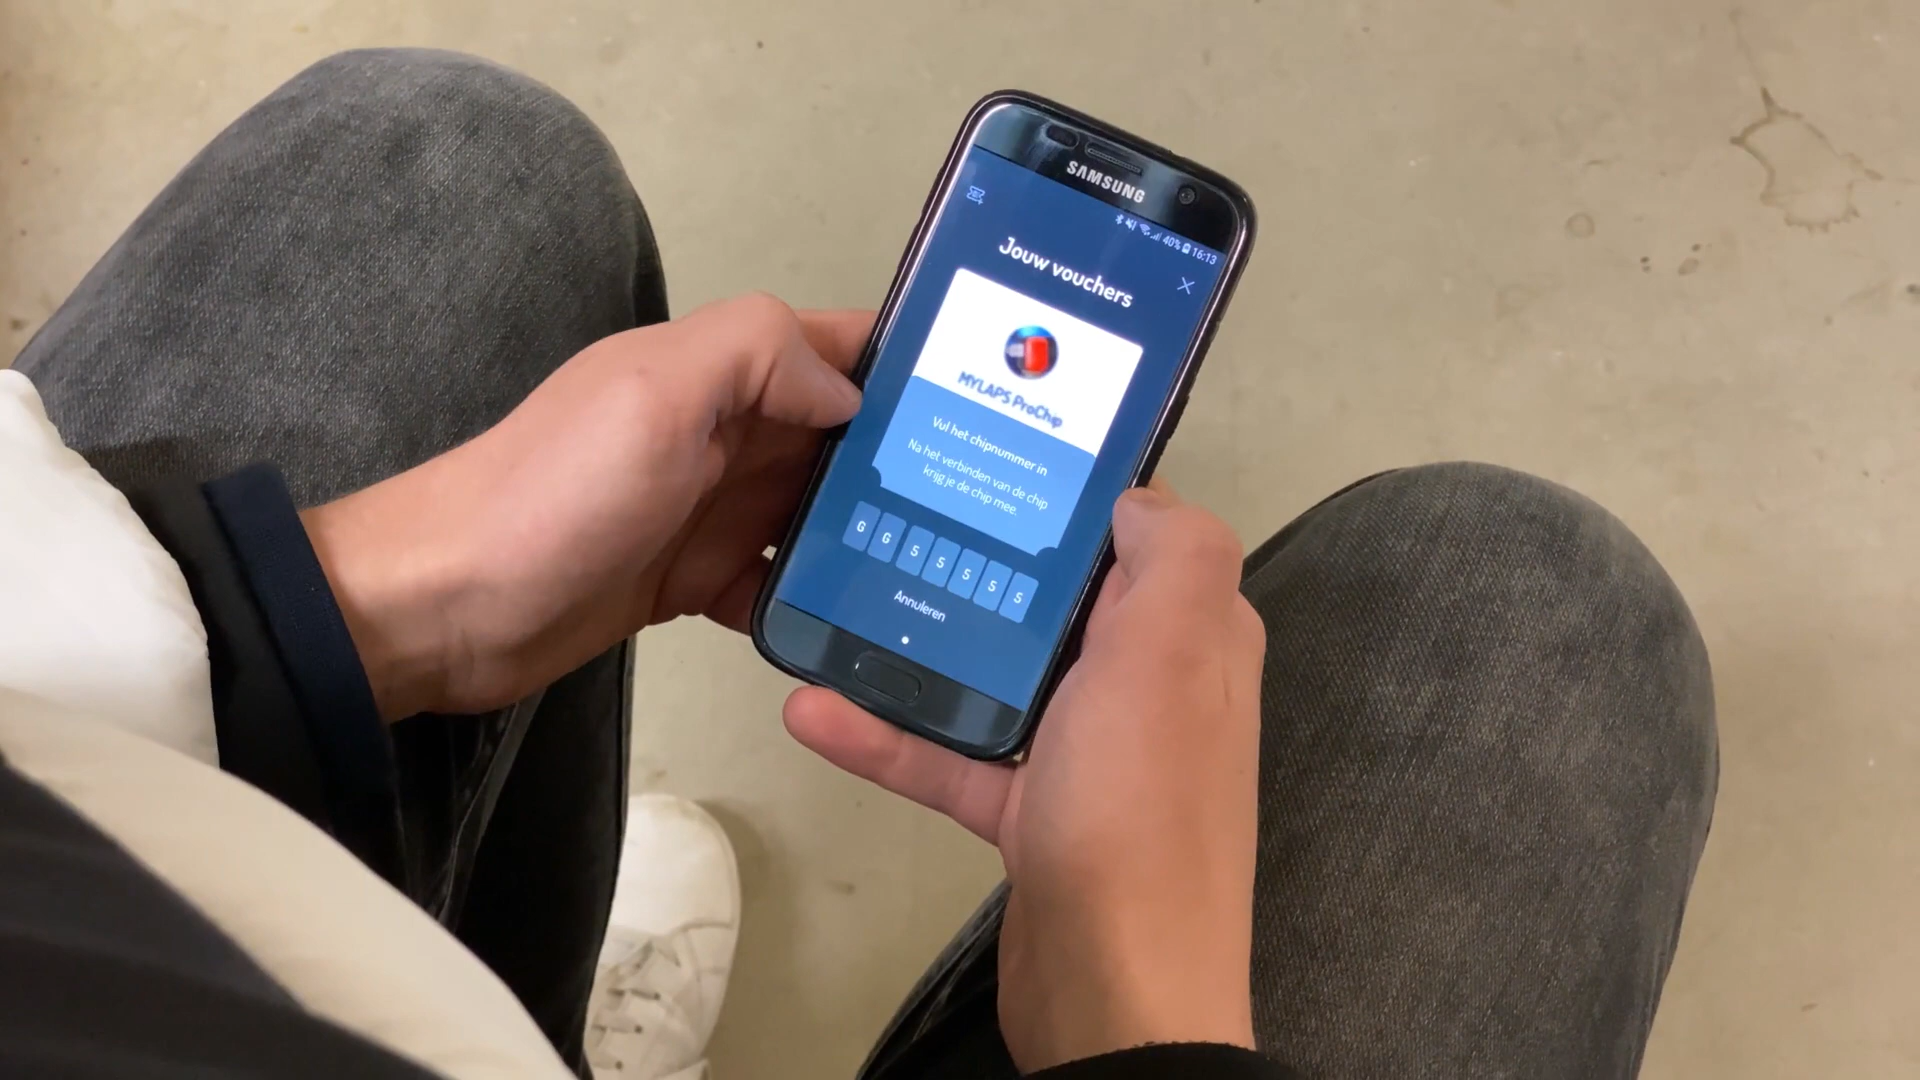 SAMSUNG
40% 16:13
Jouw vouchers
MYLAPS ProChip
Vul het chipnummer in
Na het verbinden van de chip
krijg je de chip mee.
G G 5 5 5 5 5
Annuleren